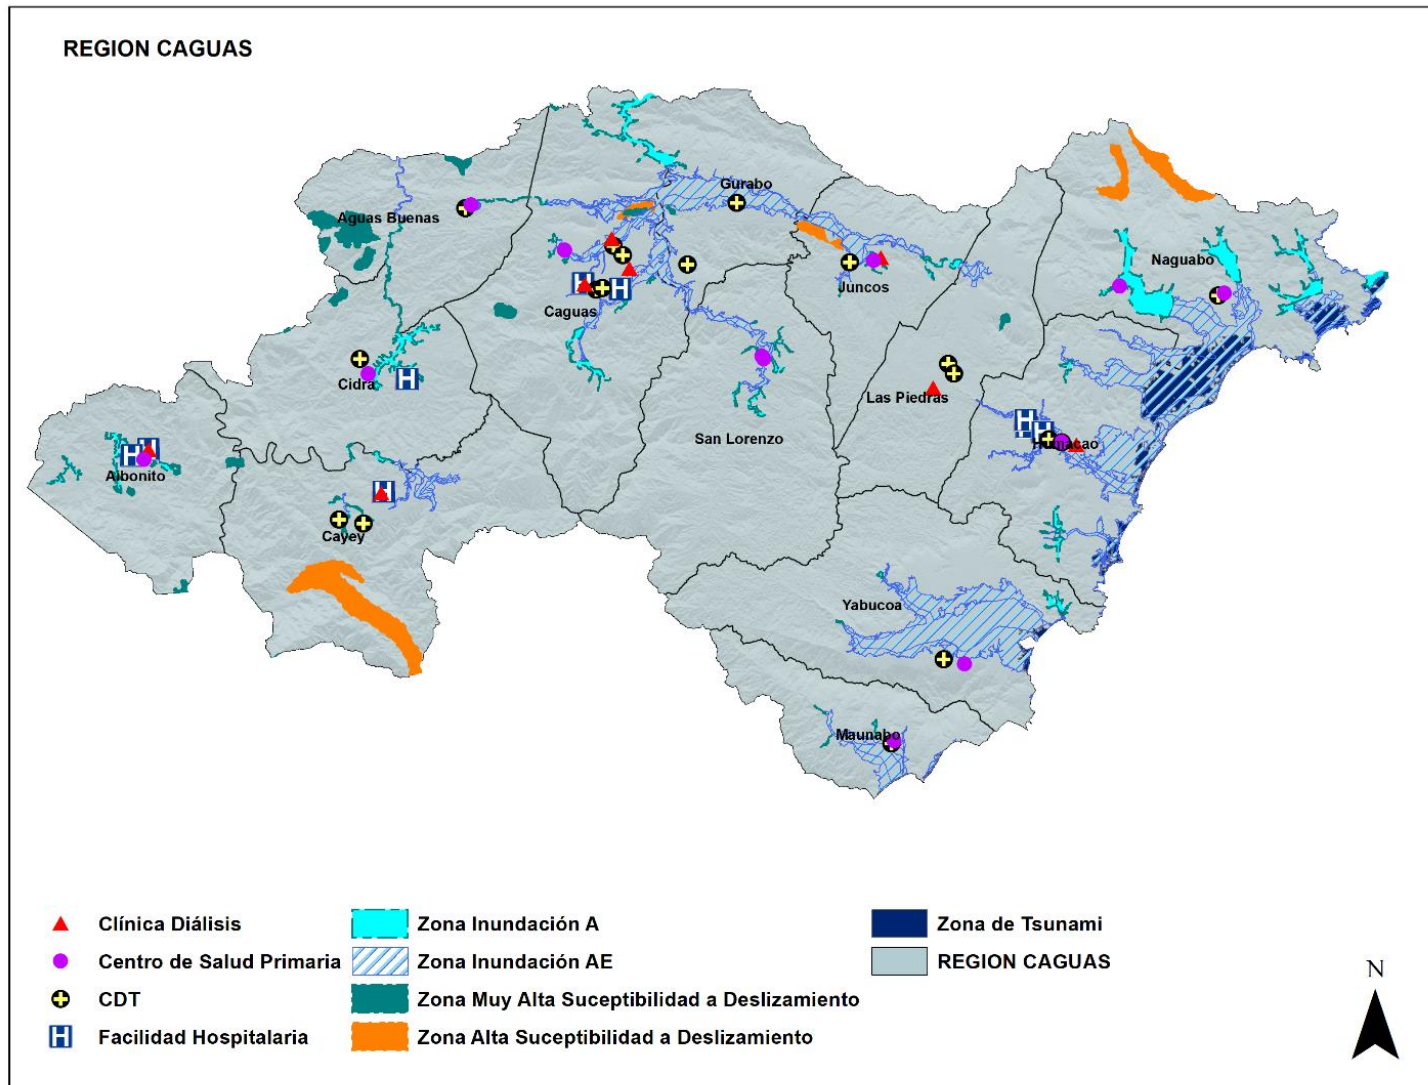 REGION CAGUAS
Gurabo
Aguas Buenas
Naguabo
Juncos
Caguas
Cidra
Las Piedras
San Lorenzo
Humacao
Aibonito
Cayey
Yabucoa
Maunabo
Clínica Diálisis
Centro de Salud Primaria
CDT
H Facilidad Hospitalaria
Zona Inundación A
Zona Inundación AE
Zona Muy Alta Suceptibilidad a Deslizamiento
Zona Alta Suceptibilidad a Deslizamiento
Zona de Tsunami
REGION CAGUAS
N